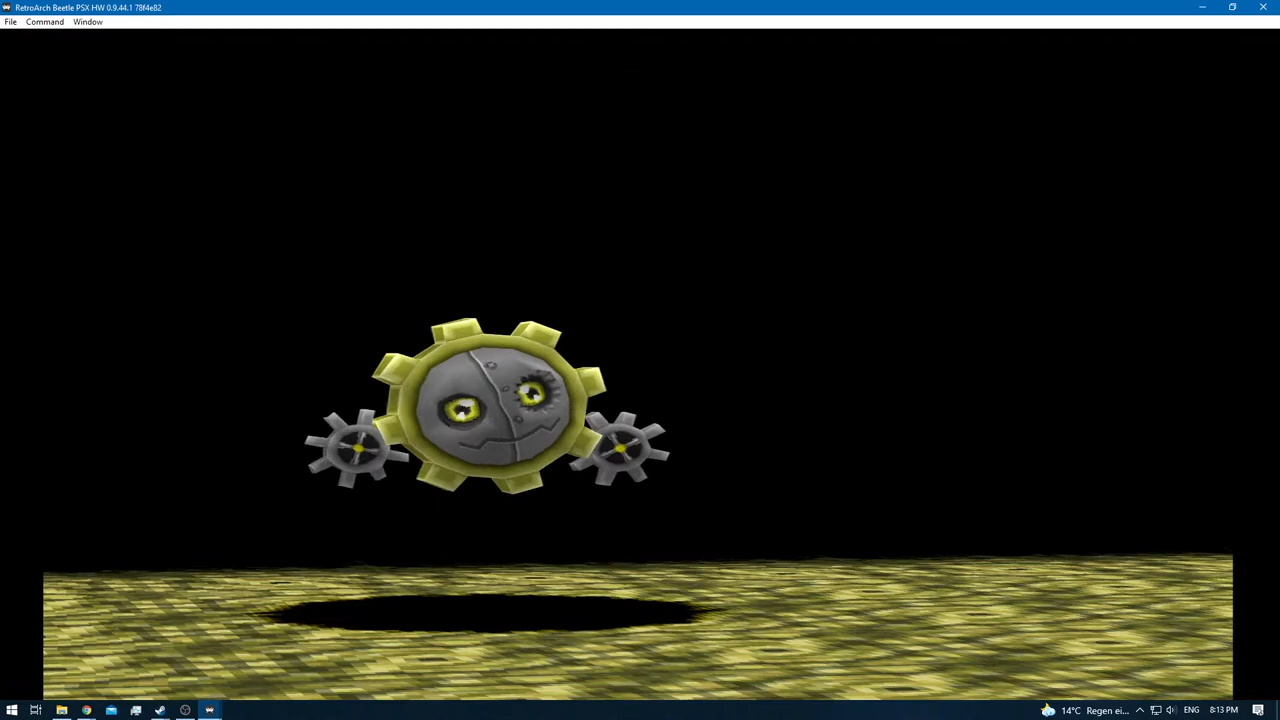 RetroArch Beetle PSX HW 0.9.44.1 78f4e82
File Command Window
14°C Regen ei... ENG 8:13 PM